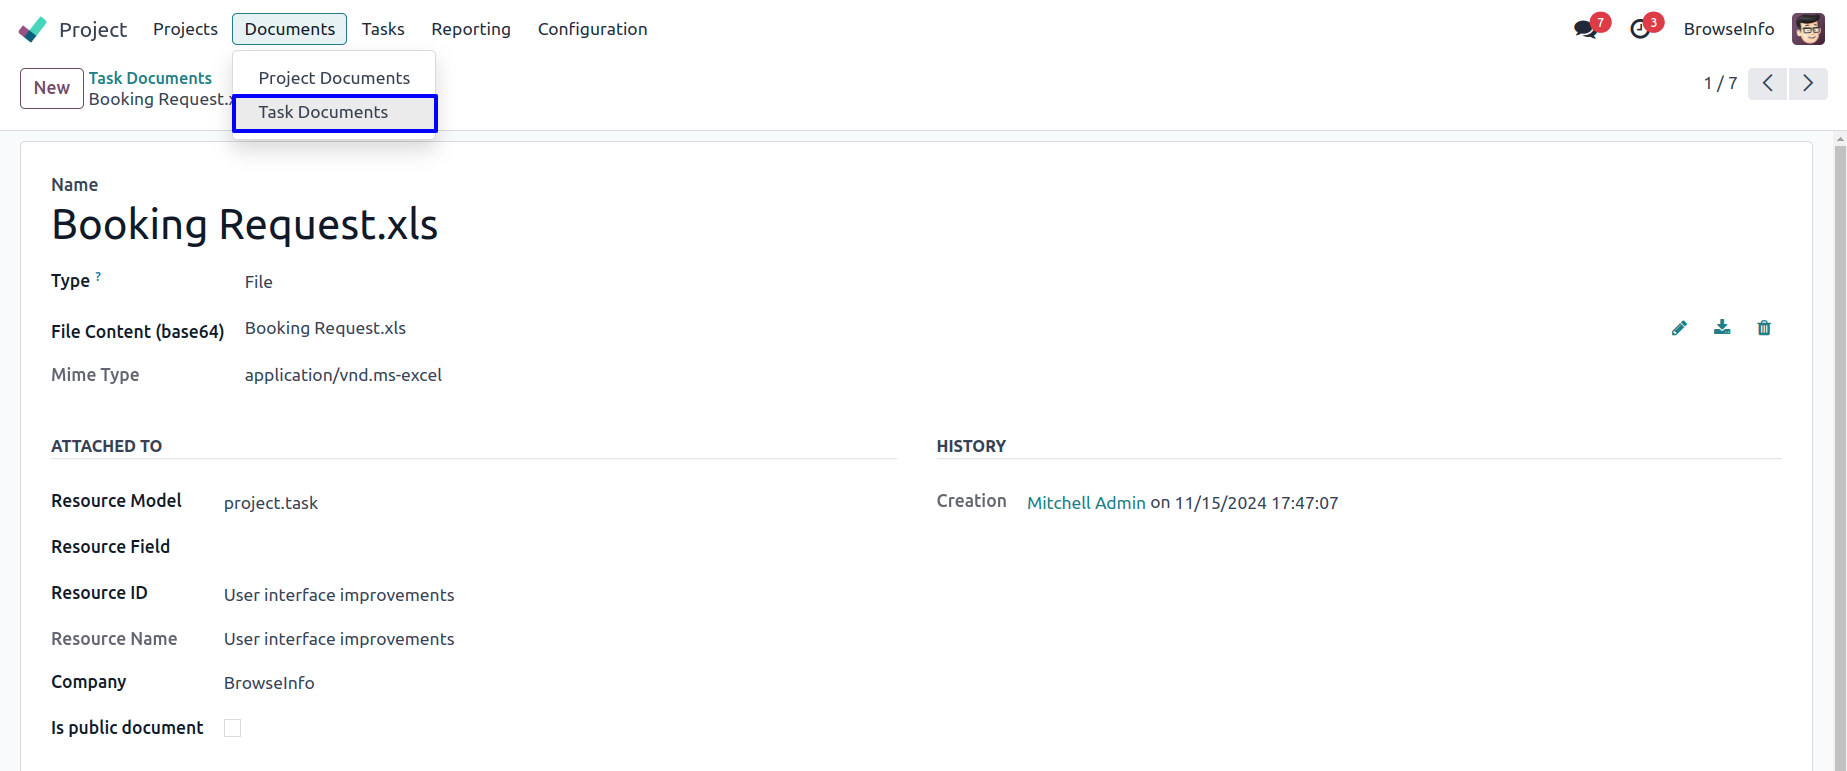 Project Projects Documents Tasks Reporting Configuration 7 3 BrowseInfo
Project Documents
Task Documents
New Task Documents 1 / 7
Booking Request.x
Name
Booking Request.xls
Type ? File
File Content (base64) Booking Request.xls
Mime Type application/vnd.ms-excel
ATTACHED TO HISTORY
Resource Model project.task Creation Mitchell Admin on 11/15/2024 17:47:07
Resource Field
Resource ID User interface improvements
Resource Name User interface improvements
Company BrowseInfo
Is public document